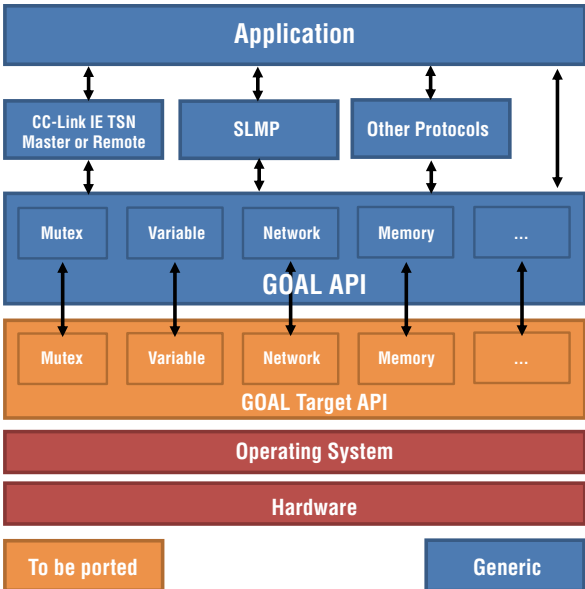 Application
CC-Link IE TSN
Master or Remote
SLMP
Other Protocols
Mutex
Variable
Network
Memory
...
GOAL API
Mutex
Variable
Network
Memory
...
GOAL Target API
Operating System
Hardware
To be ported
Generic